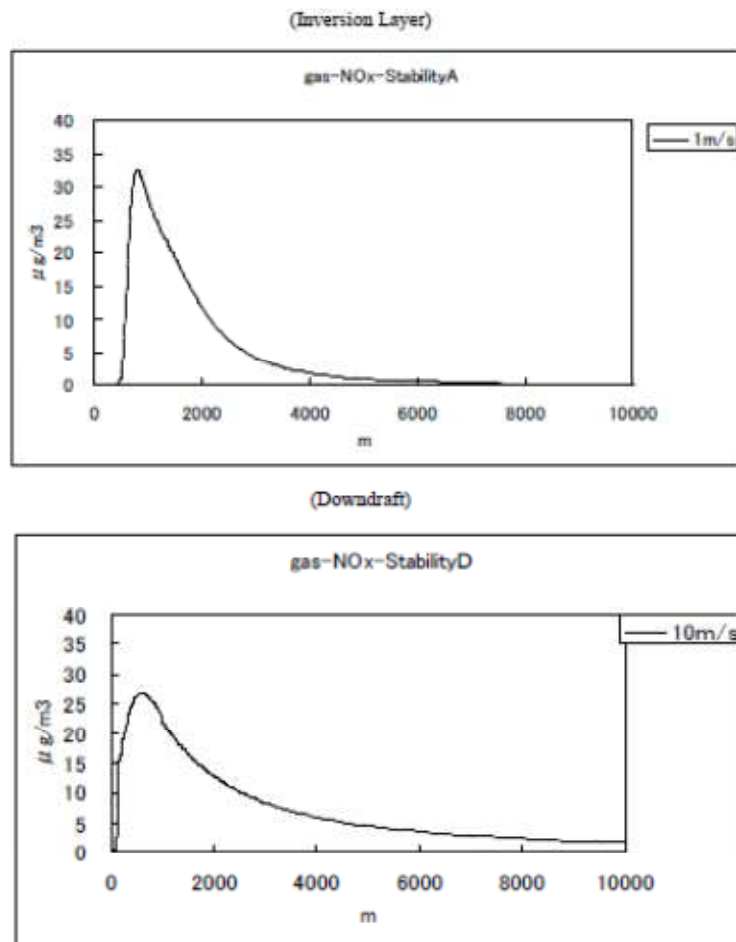 (Inversion Layer)
gas-NOx-StabilityA
1m/s
40
35
30
25
20
15
10
5
0
μg/m3
0 2000 4000 6000 8000 10000
m
(Downdraft)
gas-NOx-StabilityD
10m/s
40
35
30
25
20
15
10
5
0
μg/m3
0 2000 4000 6000 8000 10000
m